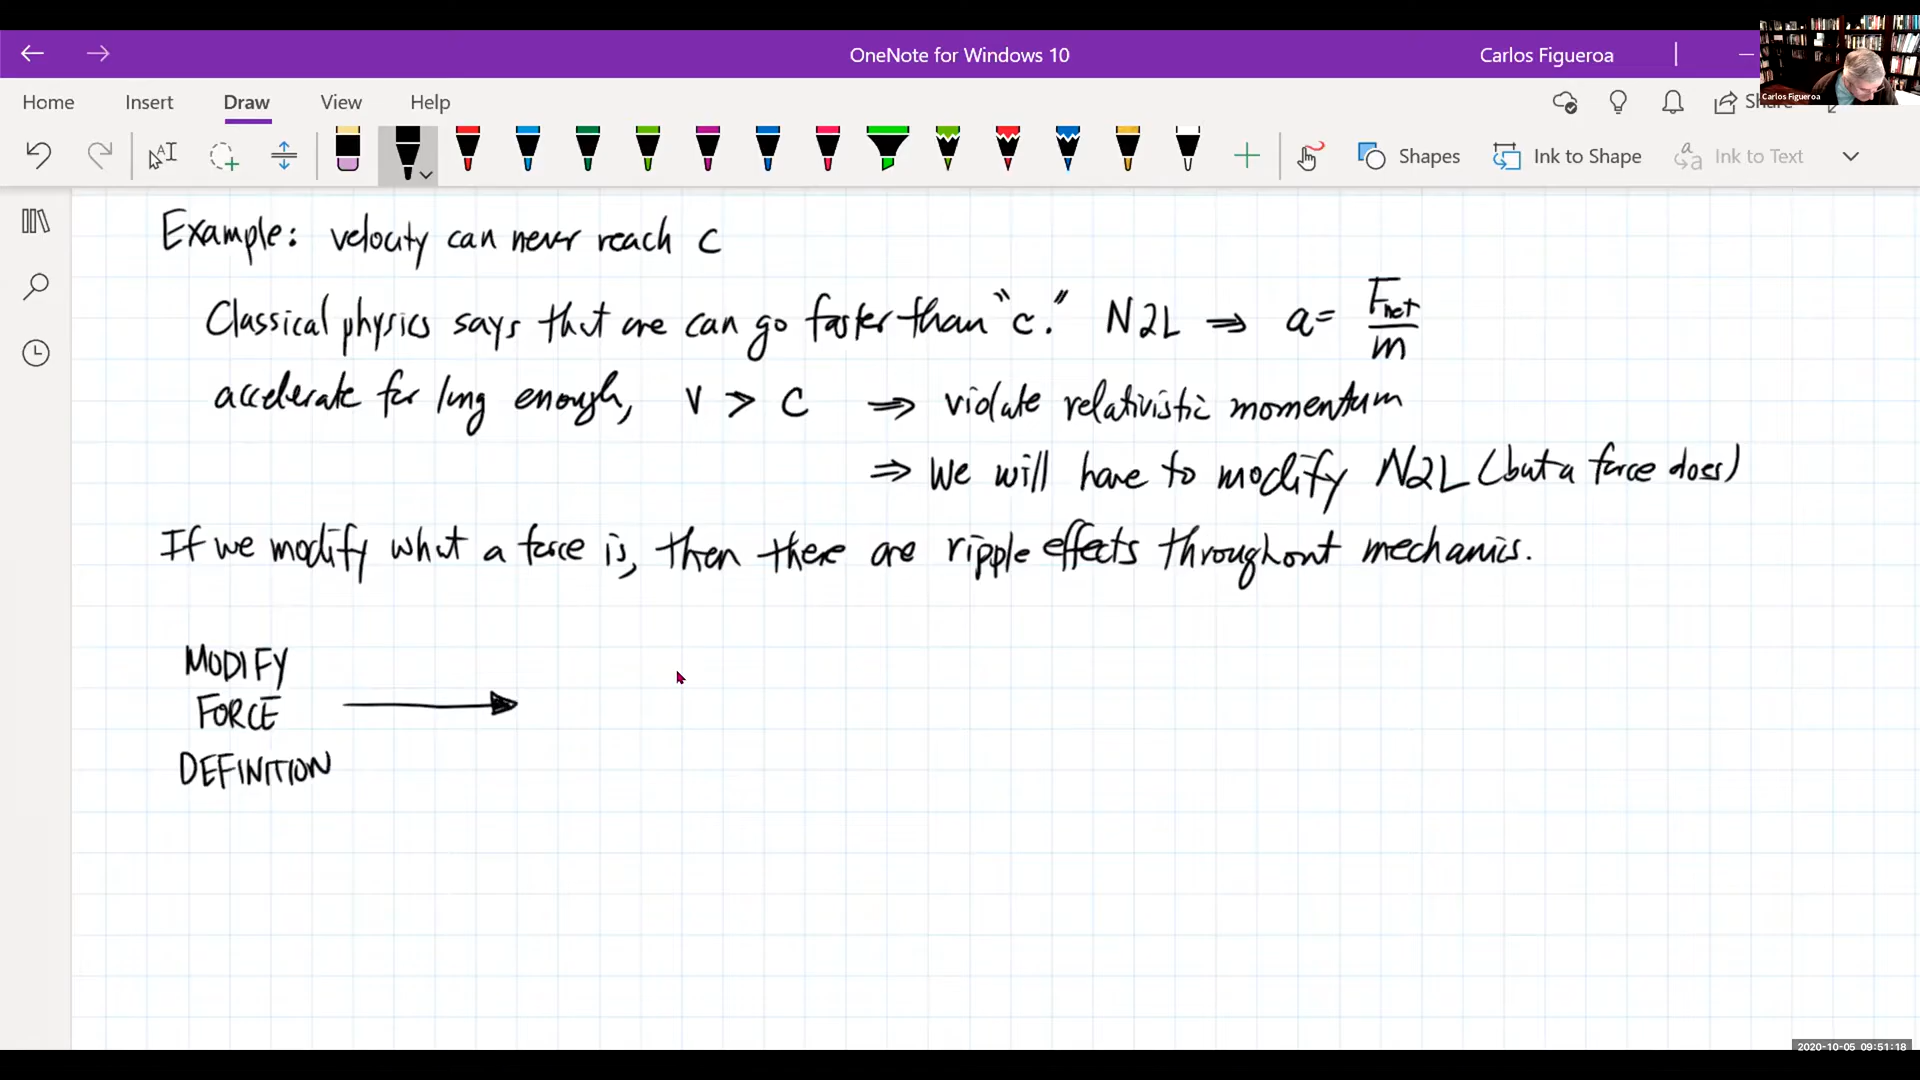 OneNote for Windows 10
Carlos Figueroa
Home Insert Draw View Help
Carlos Figueroa
Shapes Ink to Shape Ink to Text
Example: velocity can never reach c
Classical physics says that one can go faster than "c." N2L ⇒ a = Fnet/m
accelerate for long enough, v > c ⇒ violate relativistic momentum
⇒ We will have to modify N2L (but a force does)
If we modify what a force is, then there are ripple effects throughout mechanics.
MODIFY
FORCE
DEFINITION
2020-10-05 09:51:18